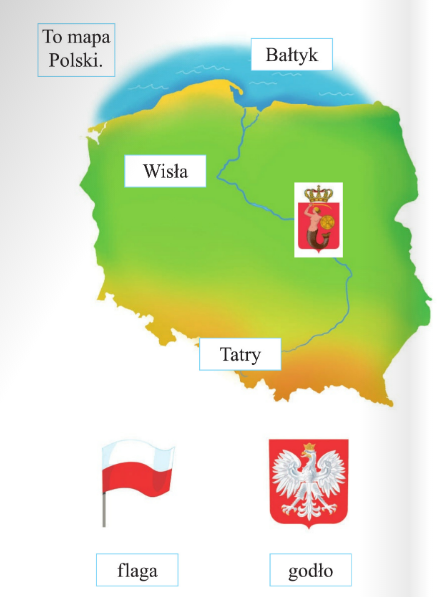 To mapa
Polski.
Bałtyk
Wisła
Tatry
flaga
godło